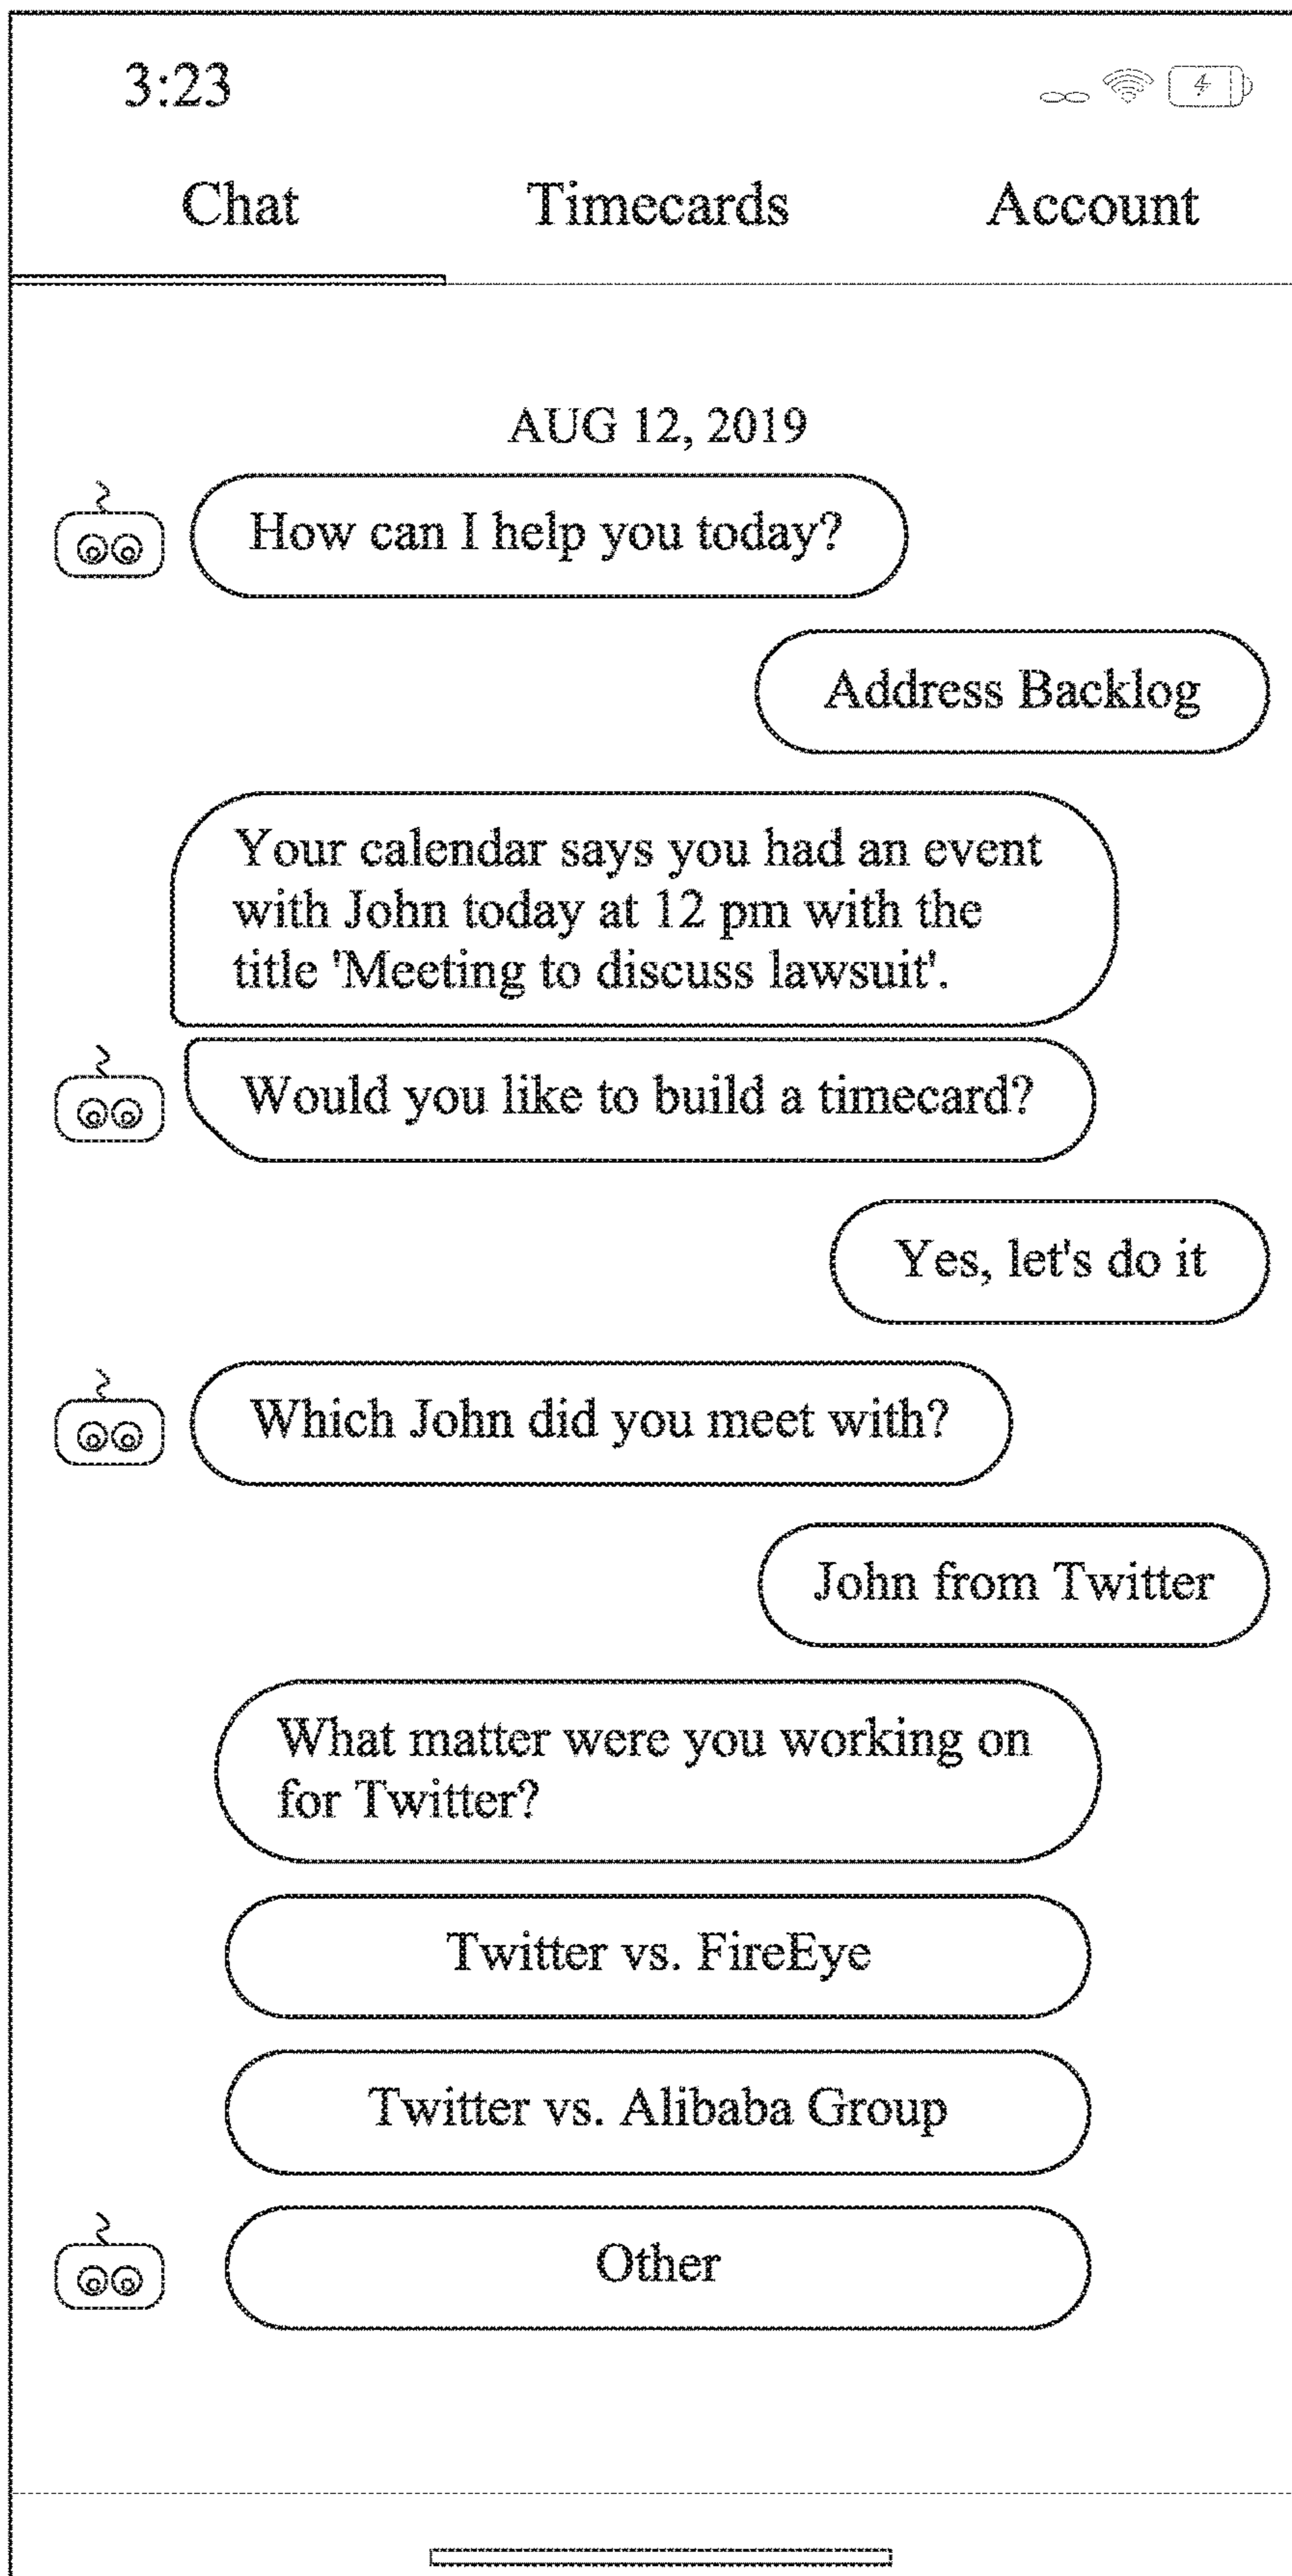 3:23
Chat Timecards Account
AUG 12, 2019
How can I help you today?
Address Backlog
Your calendar says you had an event
with John today at 12 pm with the
title 'Meeting to discuss lawsuit'.
Would you like to build a timecard?
Yes, let's do it
Which John did you meet with?
John from Twitter
What matter were you working on
for Twitter?
Twitter vs. FireEye
Twitter vs. Alibaba Group
Other